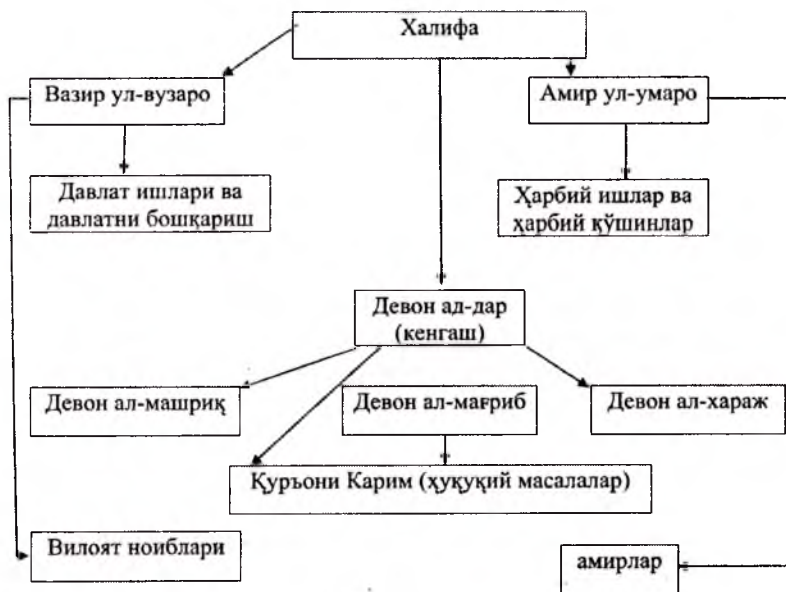 Халифа
Вазир ул-вузаро
Амир ул-умаро
Давлат ишлари ва
давлатни бошқариш
Ҳарбий ишлар ва
ҳарбий қўшинлар
Девон ад-дар
(кенгаш)
Девон ал-машриқ
Девон ал-мағриб
Девон ал-хараж
Қуръони Карим (ҳуқуқий масалалар)
Вилоят ноиблари
амирлар